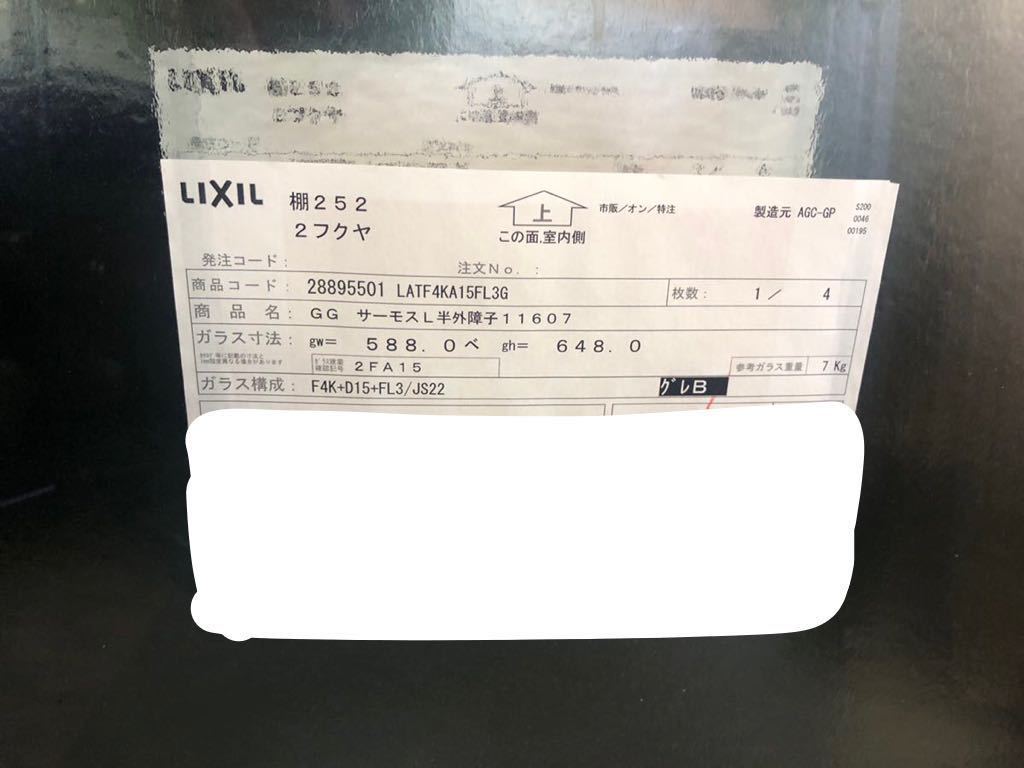 LIXIL 棚252
2フクヤ
上
この面,室内側
市販/オン/特注
製造元 AGC-GP
S200
0046
00195
発注コード:
注文No. :
商品コード: 28895501 LATF4KA15FL3G
枚数: 1/ 4
商品名: GG サーモスL半外障子11607
ガラス寸法: gw= 588.0ペ gh= 648.0
2FA15
参考ガラス重量 7Kg
ガラス構成: F4K+D15+FL3/JS22
グレB